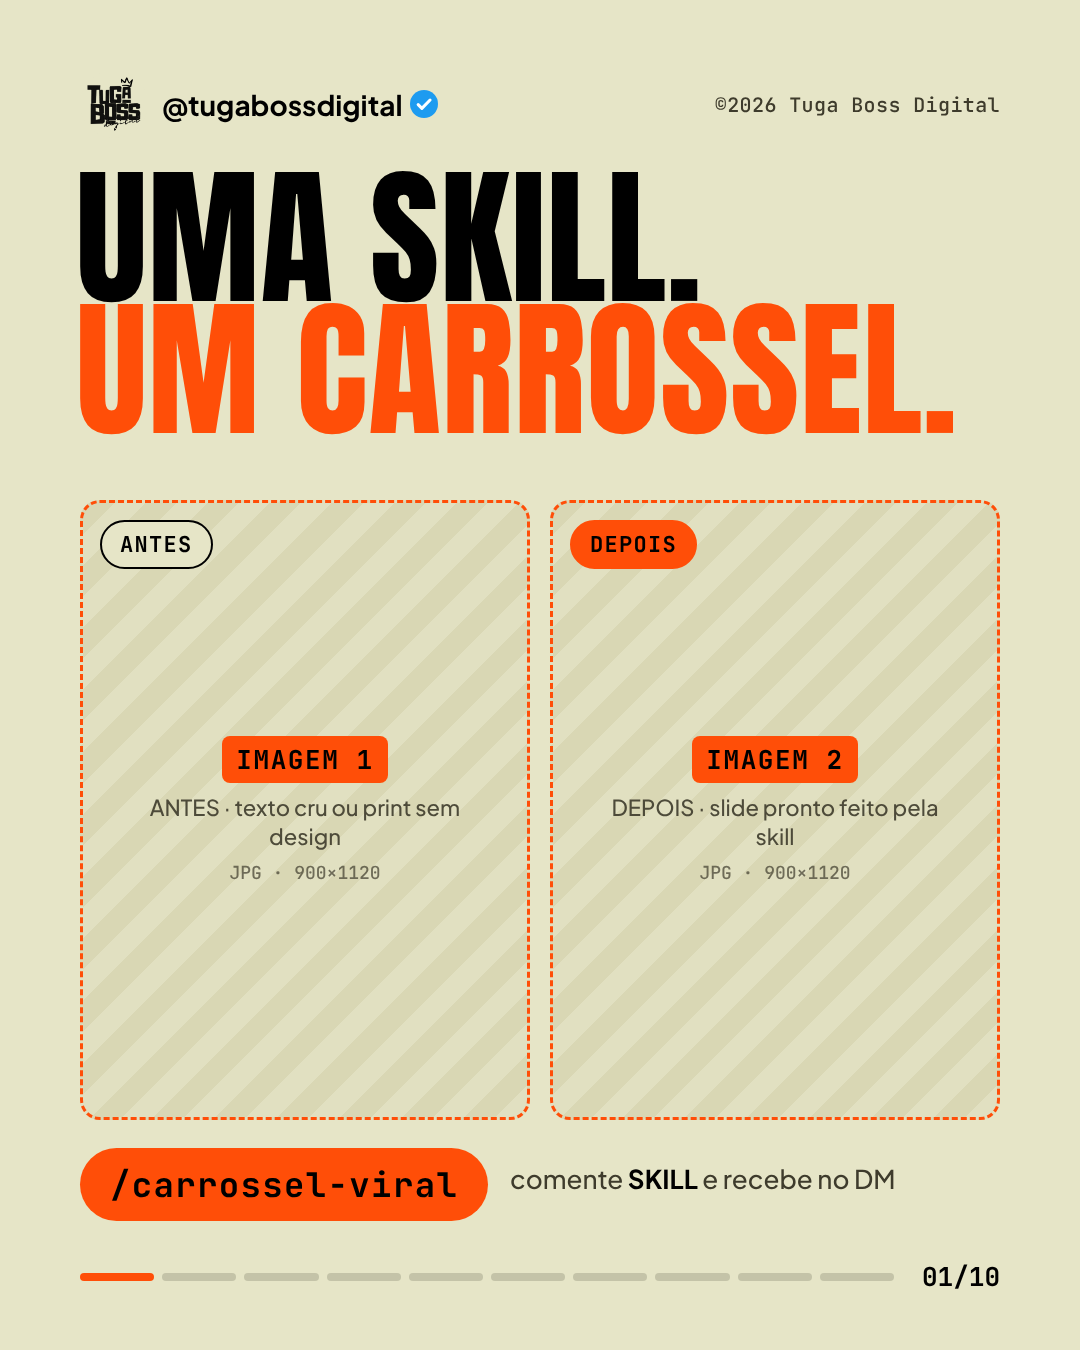 TUGA
BOSS
digital
@tugabossdigital
©2026 Tuga Boss Digital
UMA SKILL.
UM CARROSSEL.
ANTES
IMAGEM 1
ANTES · texto cru ou print sem
design
JPG · 900×1120
DEPOIS
IMAGEM 2
DEPOIS · slide pronto feito pela
skill
JPG · 900×1120
/carrossel-viral
comente SKILL e recebe no DM
01/10